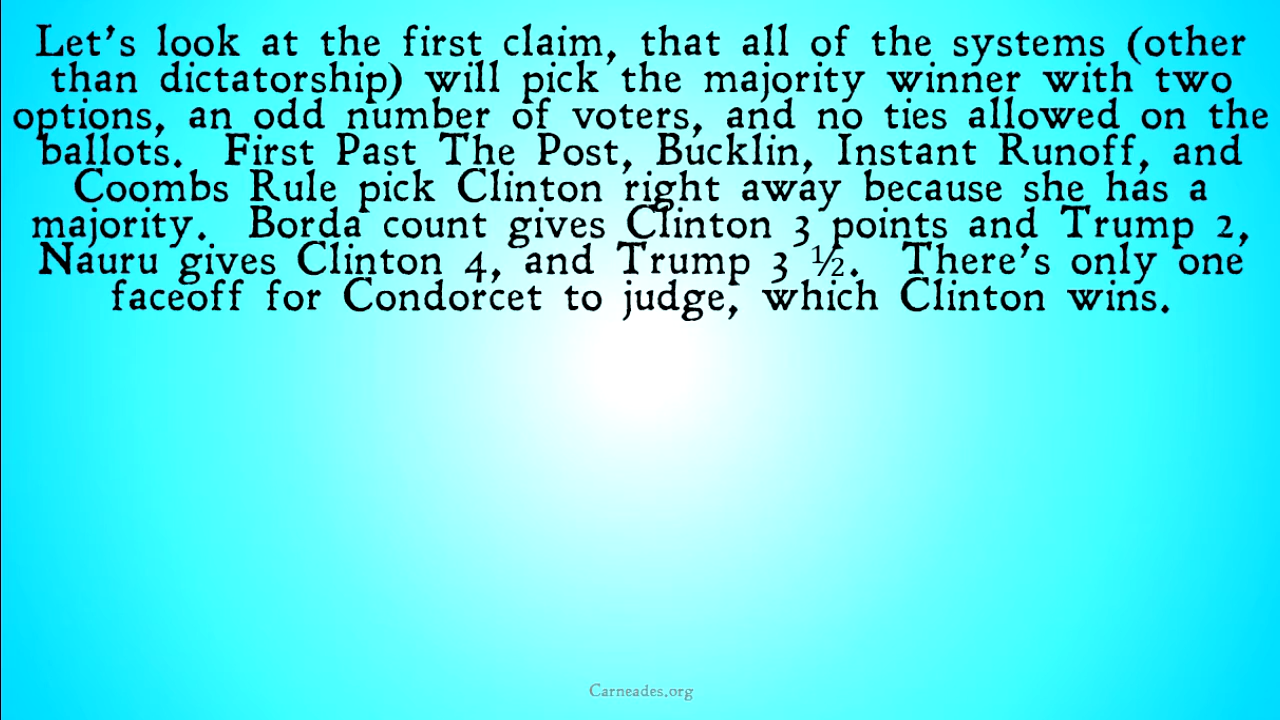 Let's look at the first claim, that all of the systems (other
than dictatorship) will pick the majority winner with two
options, an odd number of voters, and no ties allowed on the
ballots.  First Past The Post, Bucklin, Instant Runoff, and
Coombs Rule pick Clinton right away because she has a
majority.  Borda count gives Clinton 3 points and Trump 2,
Nauru gives Clinton 4, and Trump 3 ½.  There's only one
faceoff for Condorcet to judge, which Clinton wins.
Carneades.org